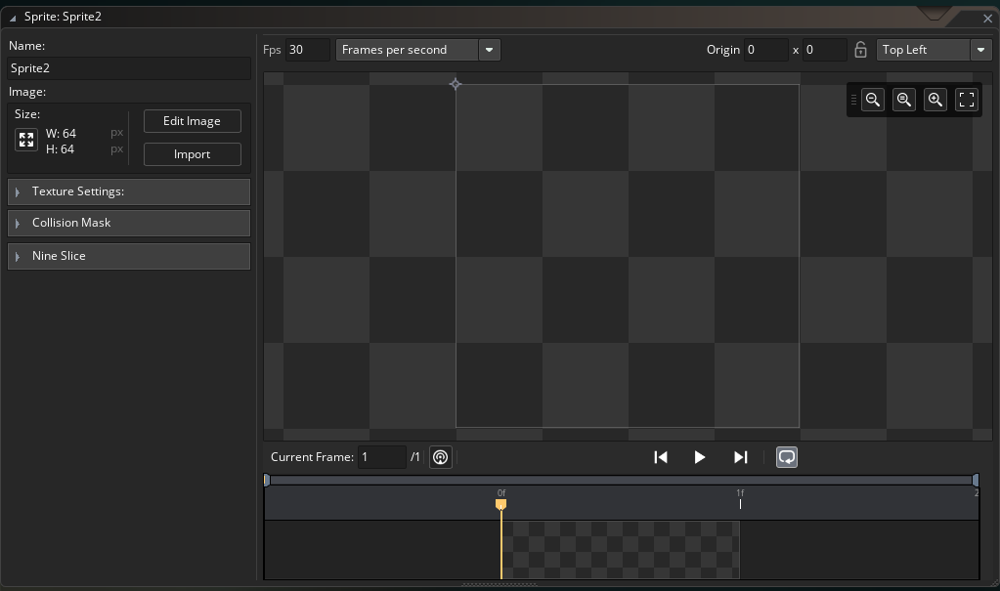 Sprite: Sprite2
Name:
Sprite2
Image:
Size:
W: 64 px
H: 64 px
Edit Image
Import
Texture Settings:
Collision Mask
Nine Slice
Fps 30 Frames per second Origin 0 x 0 Top Left
Current Frame: 1 /1
0f 1f 2